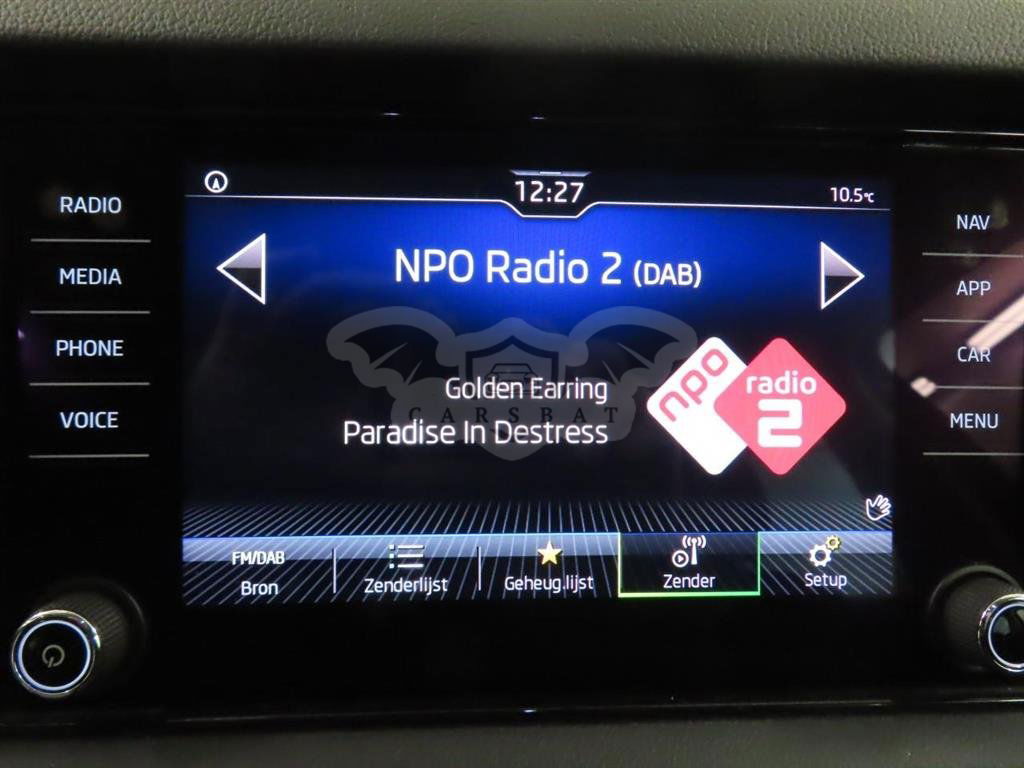 RADIO
MEDIA
PHONE
VOICE
12:27
10.5°C
NPO Radio 2 (DAB)
Golden Earring
Paradise In Destress
CARSBAT
npo
radio
2
FM/DAB
Bron
Zenderlijst
Geheug.lijst
Zender
Setup
NAV
APP
CAR
MENU